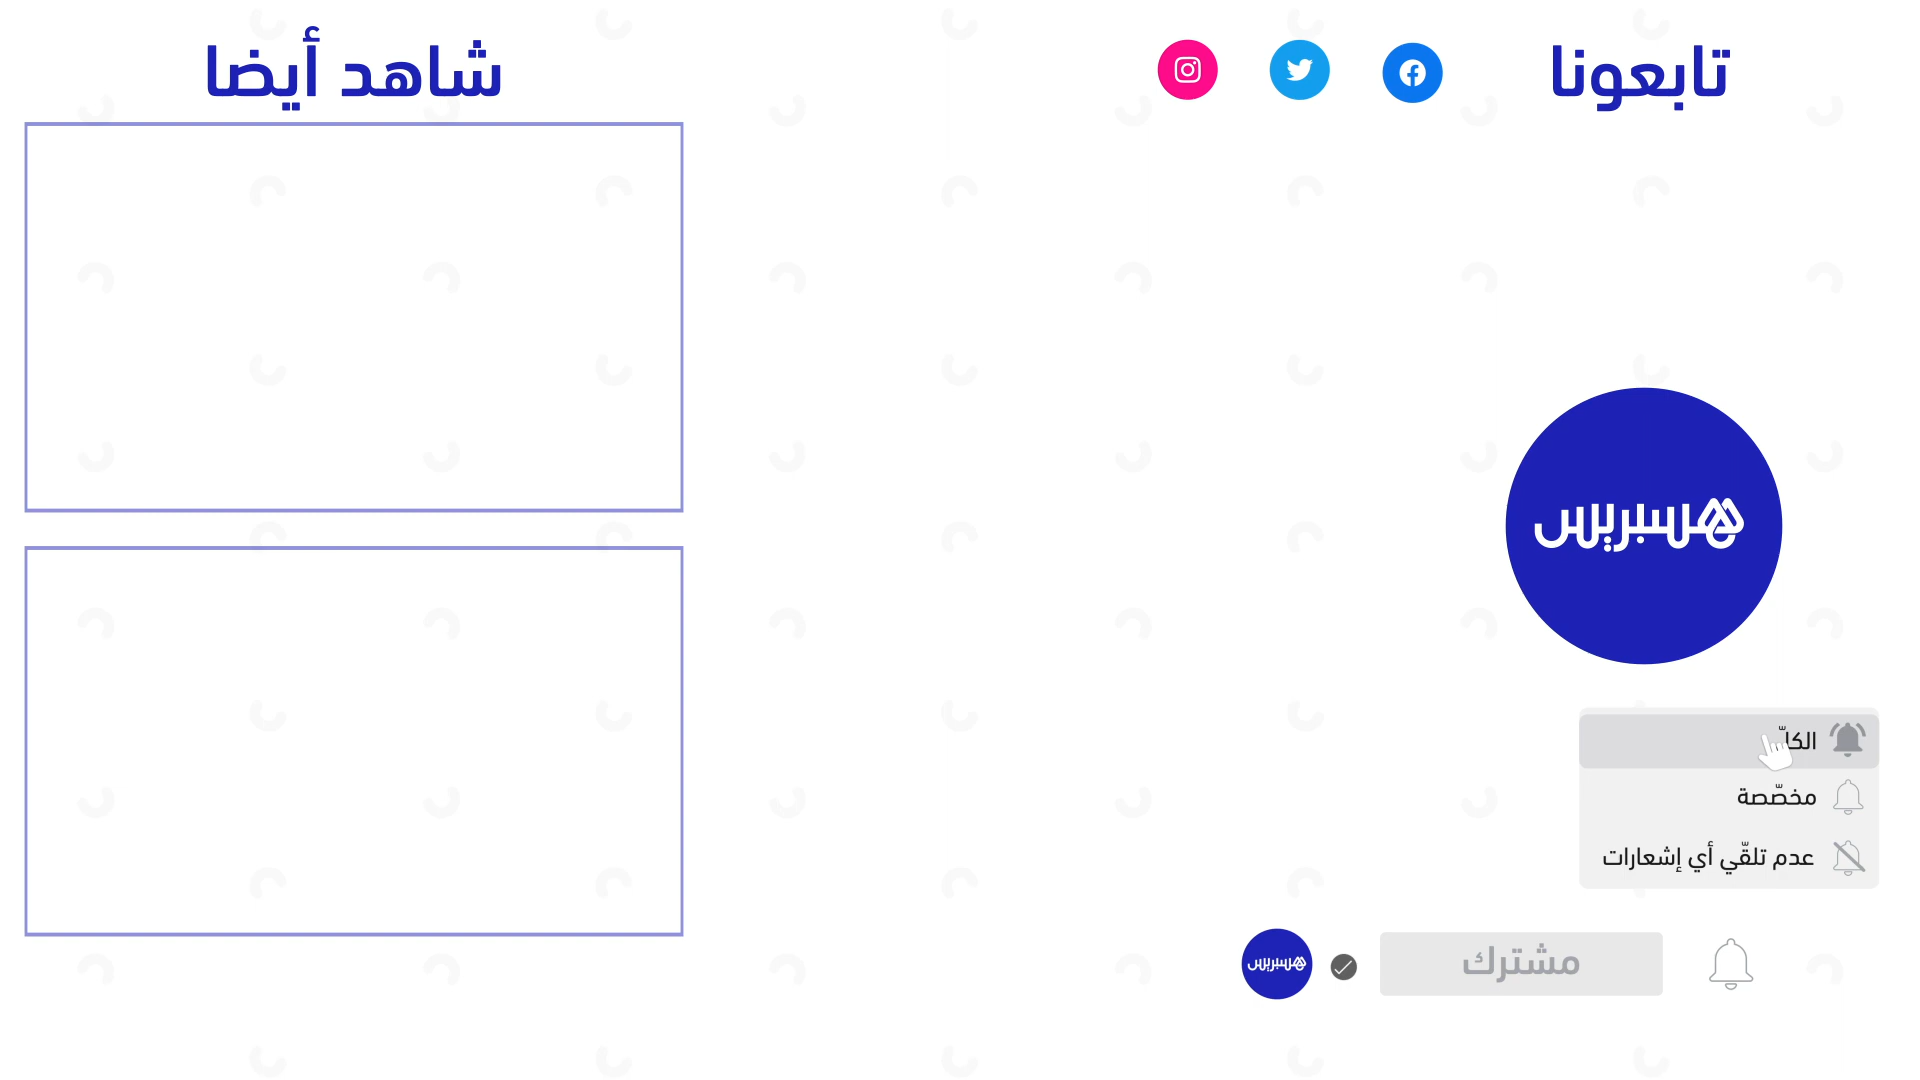 تابعونا
شاهد أيضا
هسبريس
الكلّ
مخصّصة
عدم تلقّي أي إشعارات
مشترك
هسبريس